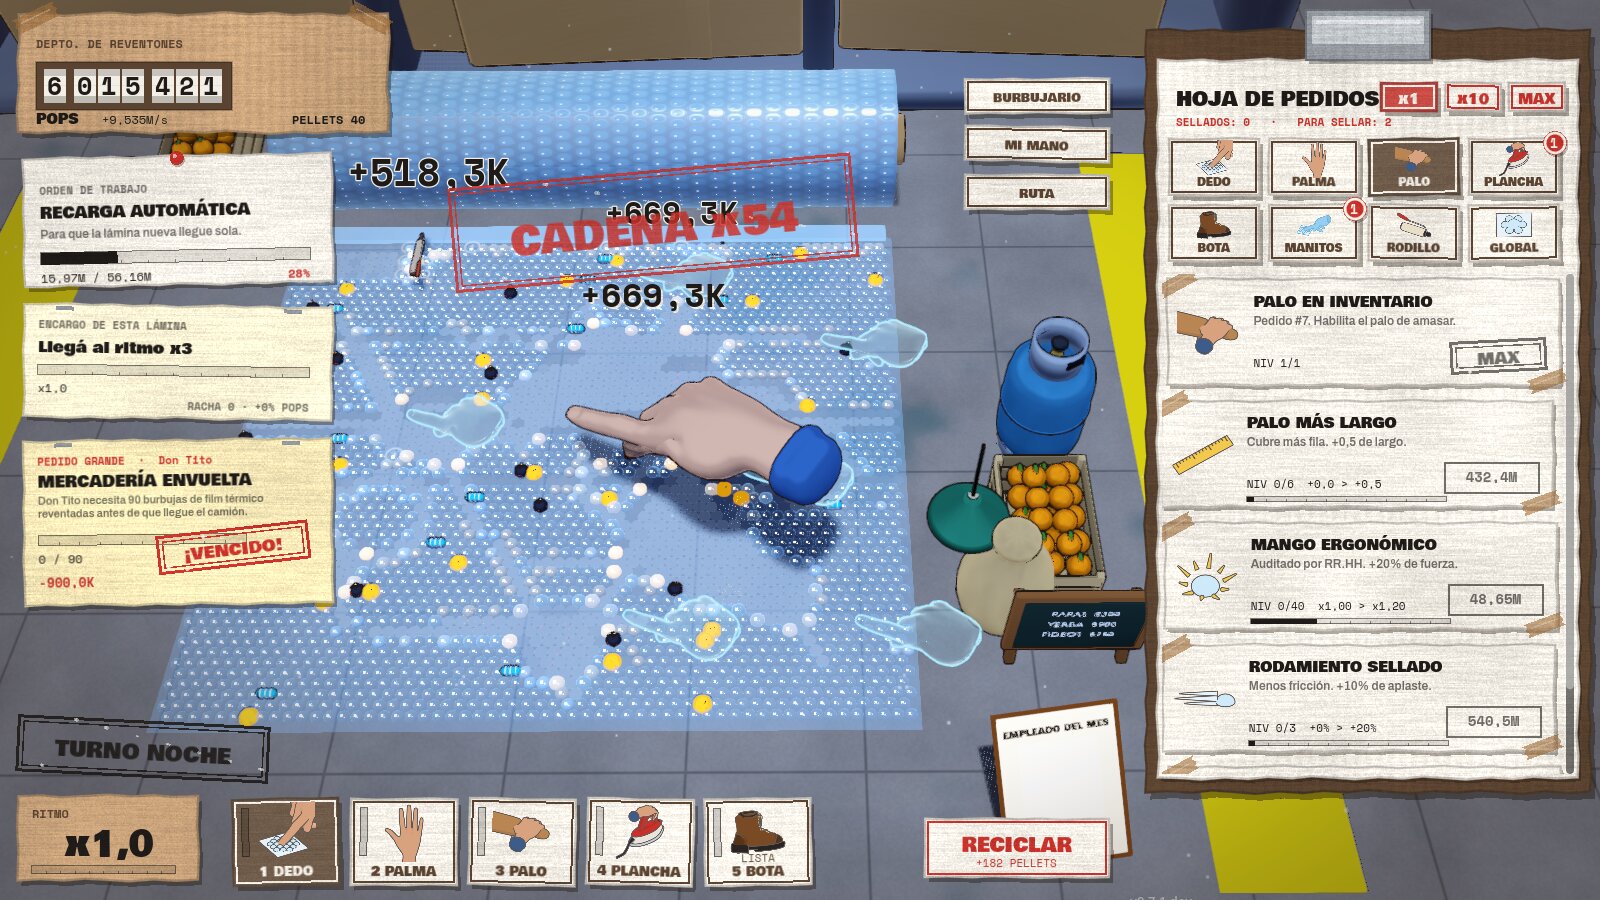 DEPTO. DE REVENTONES
6 015 421
POPS +9,535M/s PELLETS 40
ORDEN DE TRABAJO
RECARGA AUTOMÁTICA
Para que la lámina nueva llegue sola.
15,97M / 56,16M 28%
ENCARGO DE ESTA LÁMINA
Llegá al ritmo x3
x1,0
RACHA 0 · +0% POPS
PEDIDO GRANDE · Don Tito
MERCADERÍA ENVUELTA
Don Tito necesita 90 burbujas de film térmico
reventadas antes de que llegue el camión.
0 / 90
¡VENCIDO!
-900,0K
TURNO NOCHE
RITMO
x1,0
1 DEDO
2 PALMA
3 PALO
4 PLANCHA
LISTA
5 BOTA
+518,3K
+669,3K
CADENA x54
+669,3K
BURBUJARIO
MI MANO
RUTA
EMPLEADO DEL MES
RECICLAR
+182 PELLETS
HOJA DE PEDIDOS x1 x10 MAX
SELLADOS: 0 · PARA SELLAR: 2
DEDO
PALMA
PALO
PLANCHA
1
BOTA
MANITOS
1
RODILLO
GLOBAL
PALO EN INVENTARIO
Pedido #7. Habilita el palo de amasar.
NIV 1/1
MAX
PALO MÁS LARGO
Cubre más fila. +0,5 de largo.
NIV 0/6 +0,0 > +0,5
432,4M
MANGO ERGONÓMICO
Auditado por RR.HH. +20% de fuerza.
NIV 0/40 x1,00 > x1,20
48,65M
RODAMIENTO SELLADO
Menos fricción. +10% de aplaste.
NIV 0/3 +0% > +20%
540,5M